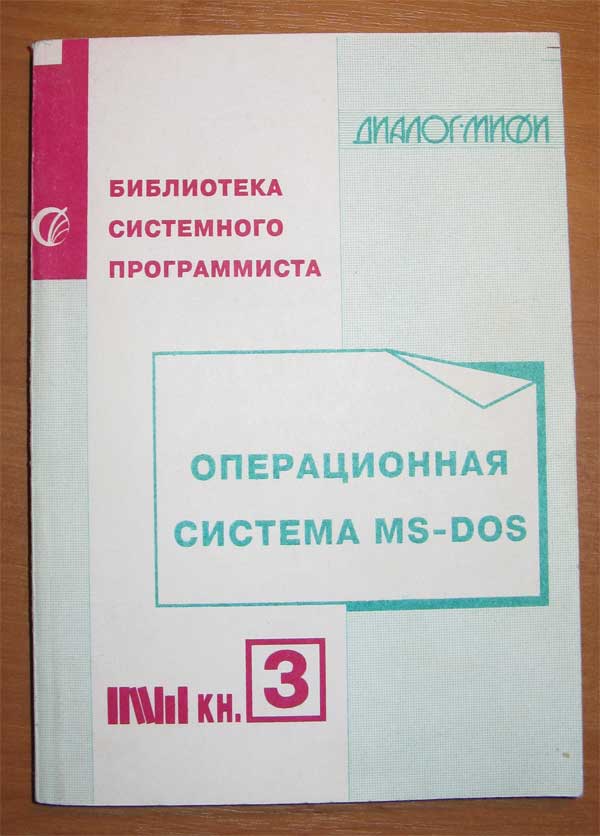 ДИАЛОГ-МИФИ
БИБЛИОТЕКА
СИСТЕМНОГО
ПРОГРАММИСТА
ОПЕРАЦИОННАЯ
СИСТЕМА MS-DOS
КН. 3